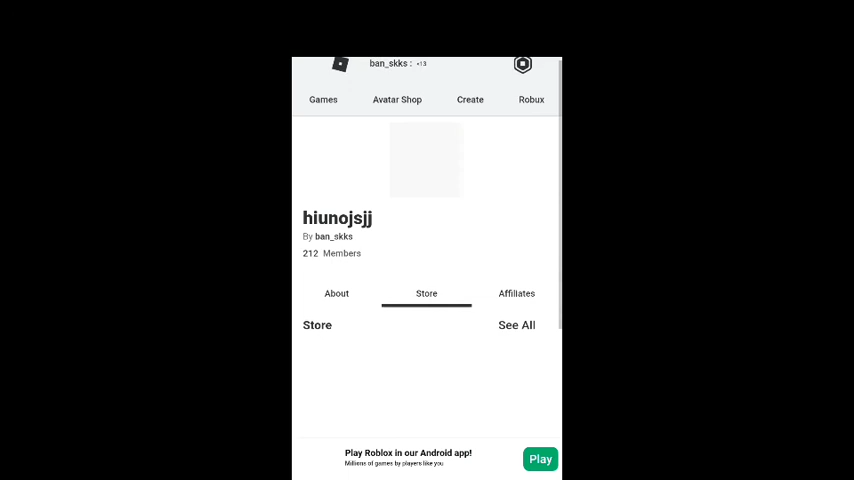 ban_skks : +13
Games Avatar Shop Create Robux
hiunojsjj
By ban_skks
212 Members
About Store Affiliates
Store See All
Play Roblox in our Android app!
Millions of games by players like you
Play